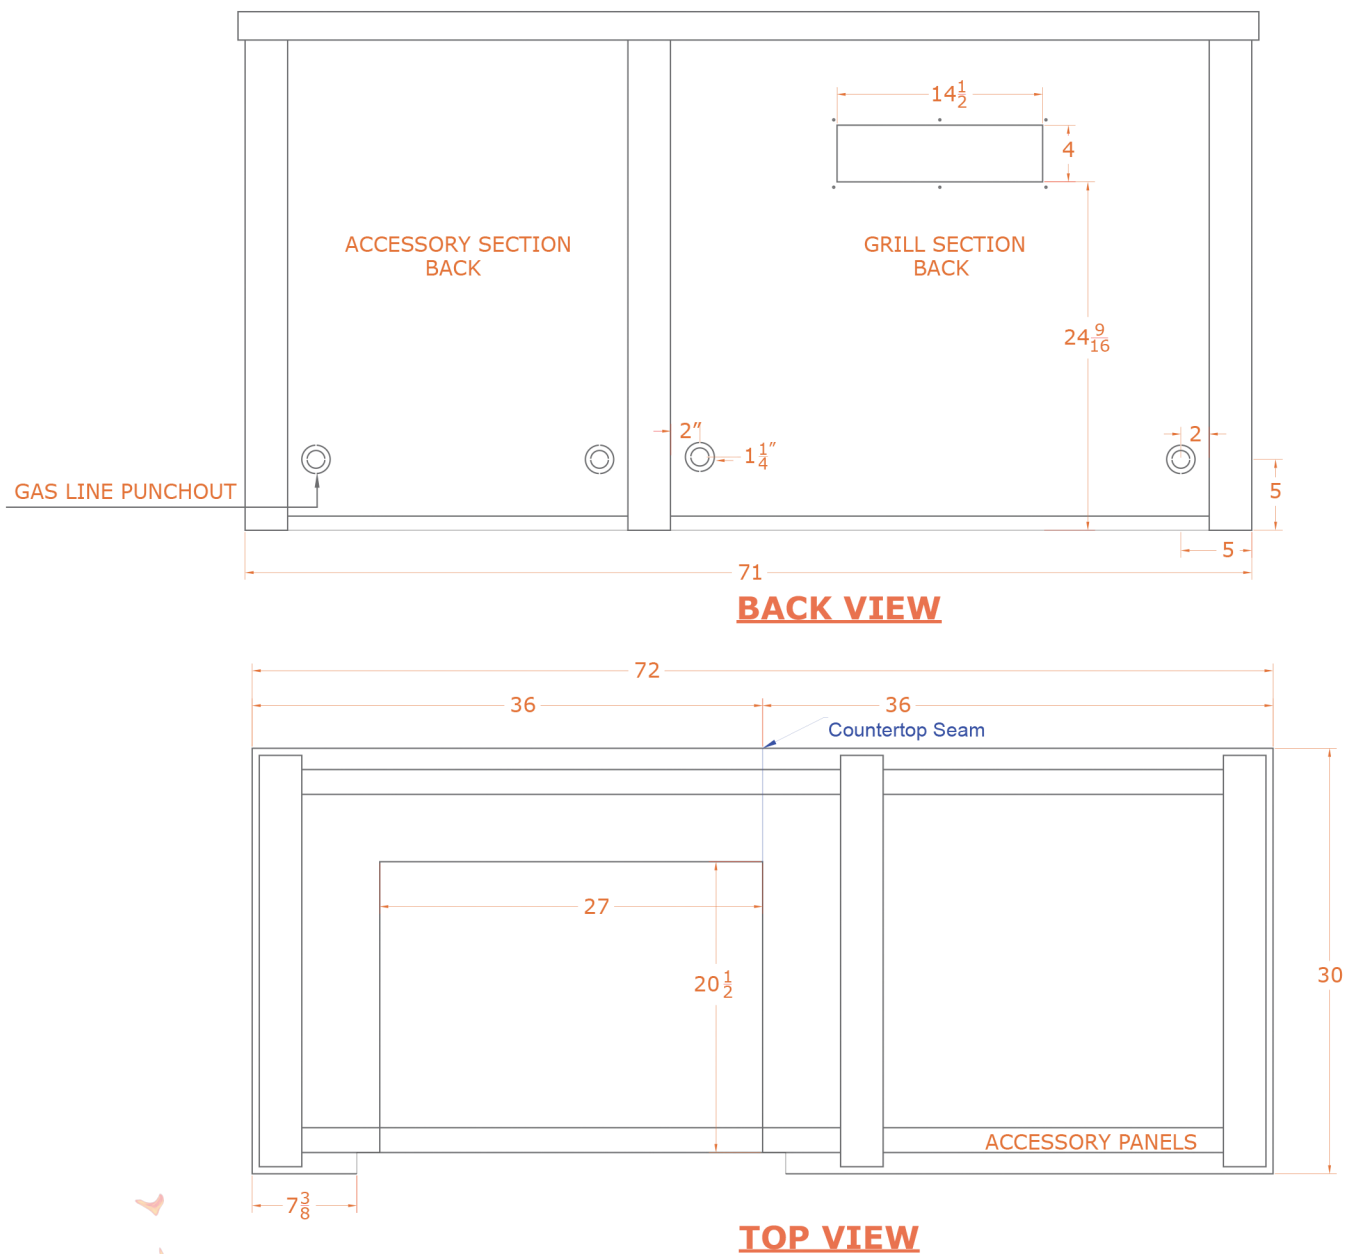 14 1/2
4
ACCESSORY SECTION
BACK
GRILL SECTION
BACK
24 9/16
2”
2
1 1/4”
GAS LINE PUNCHOUT
5
5
71
BACK VIEW
72
36
36
Countertop Seam
27
20 1/2
30
ACCESSORY PANELS
7 3/8
TOP VIEW